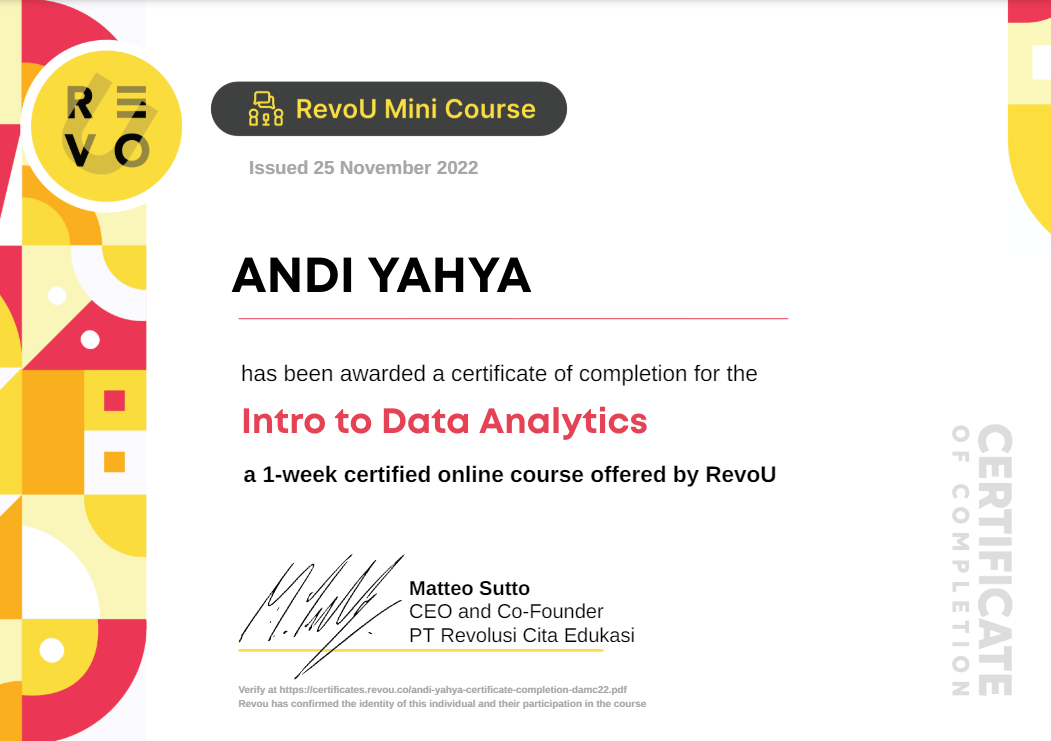 RE
VO
RevoU Mini Course
Issued 25 November 2022
ANDI YAHYA
has been awarded a certificate of completion for the
Intro to Data Analytics
a 1-week certified online course offered by RevoU
Matteo Sutto
CEO and Co-Founder
PT Revolusi Cita Edukasi
Verify at https://certificates.revou.co/andi-yahya-certificate-completion-damc22.pdf
Revou has confirmed the identity of this individual and their participation in the course
CERTIFICATE
OF COMPLETION